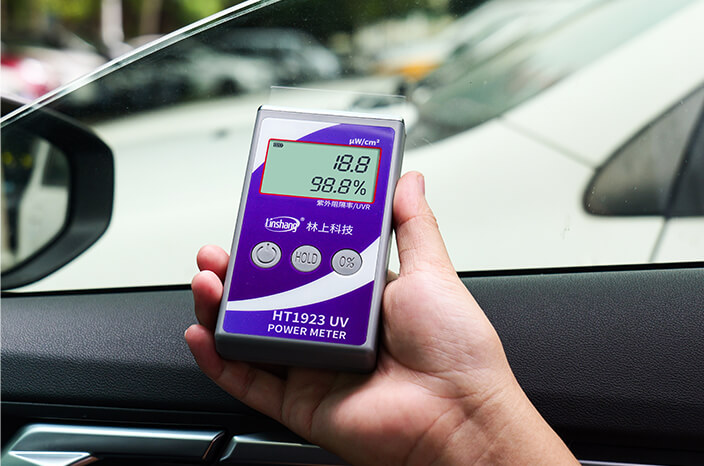 μW/cm²
18.8
98.8%
紫外阻隔率/UVR
Linshang® 林上科技
HOLD 0%
HT1923 UV
POWER METER